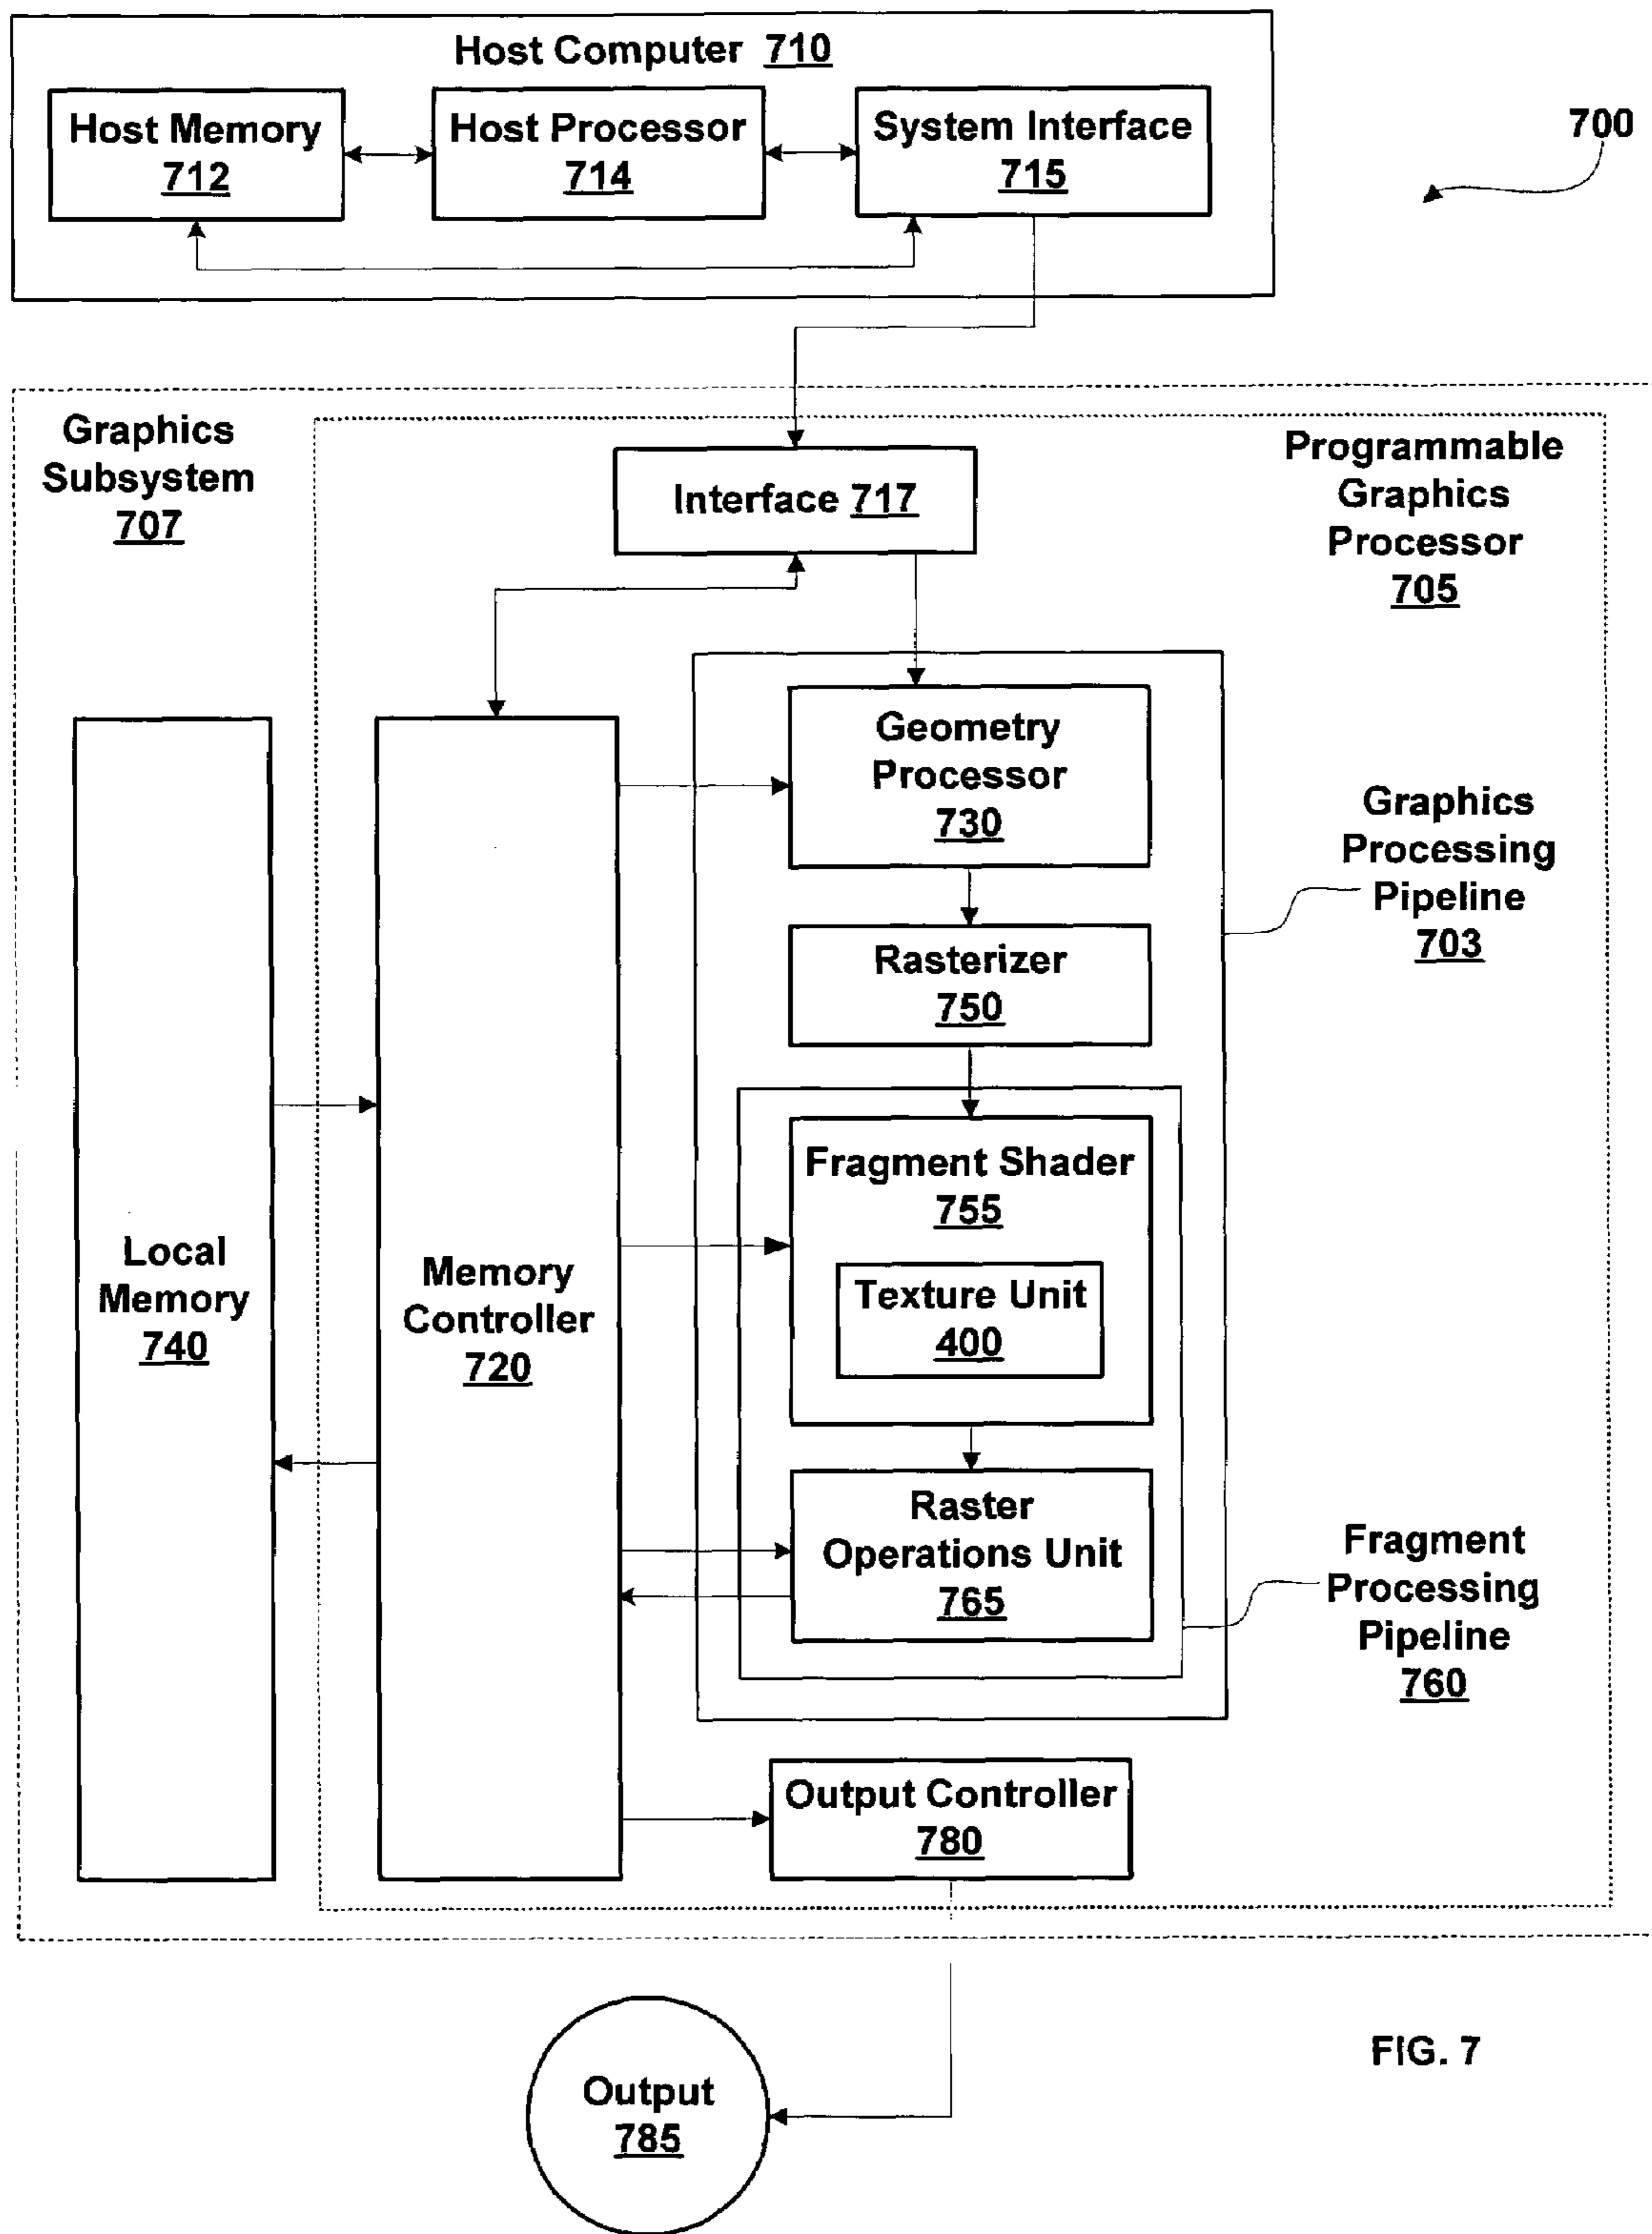 Host Computer 710
Host Memory
712
Host Processor
714
System Interface
715
700
Graphics
Subsystem
707
Programmable
Graphics
Processor
705
Interface 717
Geometry
Processor
730
Graphics
Processing
Pipeline
703
Rasterizer
750
Fragment Shader
755
Texture Unit
400
Local
Memory
740
Memory
Controller
720
Raster
Operations Unit
765
Fragment
Processing
Pipeline
760
Output Controller
780
Output
785
FIG. 7